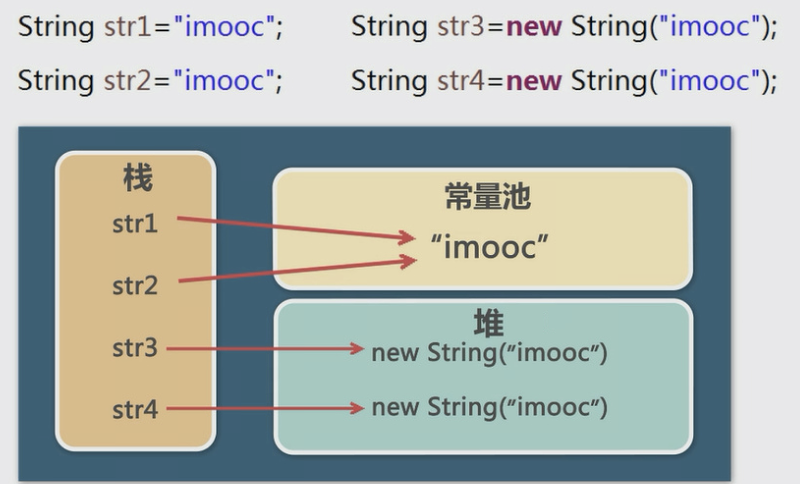 String str1="imooc"; String str3=new String("imooc");
String str2="imooc"; String str4=new String("imooc");
栈
str1
str2
str3
str4
常量池
“imooc”
堆
new String(”imooc”)
new String(”imooc”)